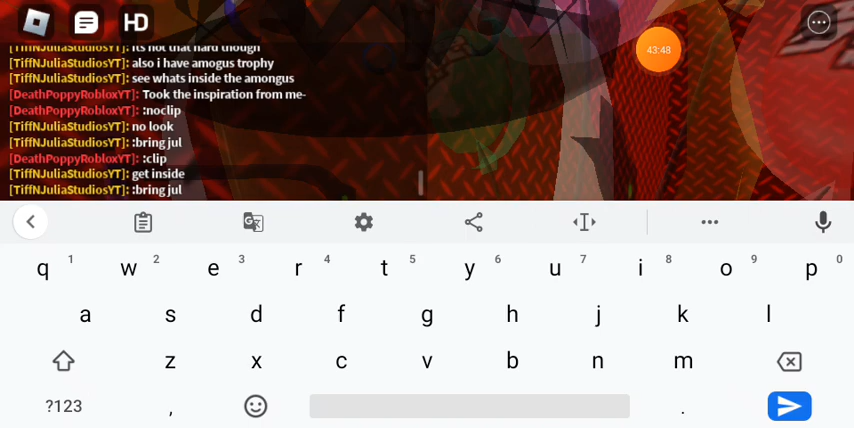 HD
43:48
[TiffNJuliaStudiosYT]: its not that hard though
[TiffNJuliaStudiosYT]: also i have amogus trophy
[TiffNJuliaStudiosYT]: see whats inside the amongus
[DeathPoppyRobloxYT]: Took the inspiration from me-
[DeathPoppyRobloxYT]: :noclip
[TiffNJuliaStudiosYT]: no look
[TiffNJuliaStudiosYT]: :bring jul
[DeathPoppyRobloxYT]: :clip
[TiffNJuliaStudiosYT]: get inside
[TiffNJuliaStudiosYT]: :bring jul
G
q 1 w 2 e 3 r 4 t 5 y 6 u 7 i 8 o 9 p 0
a s d f g h j k l
z x c v b n m
?123 , .